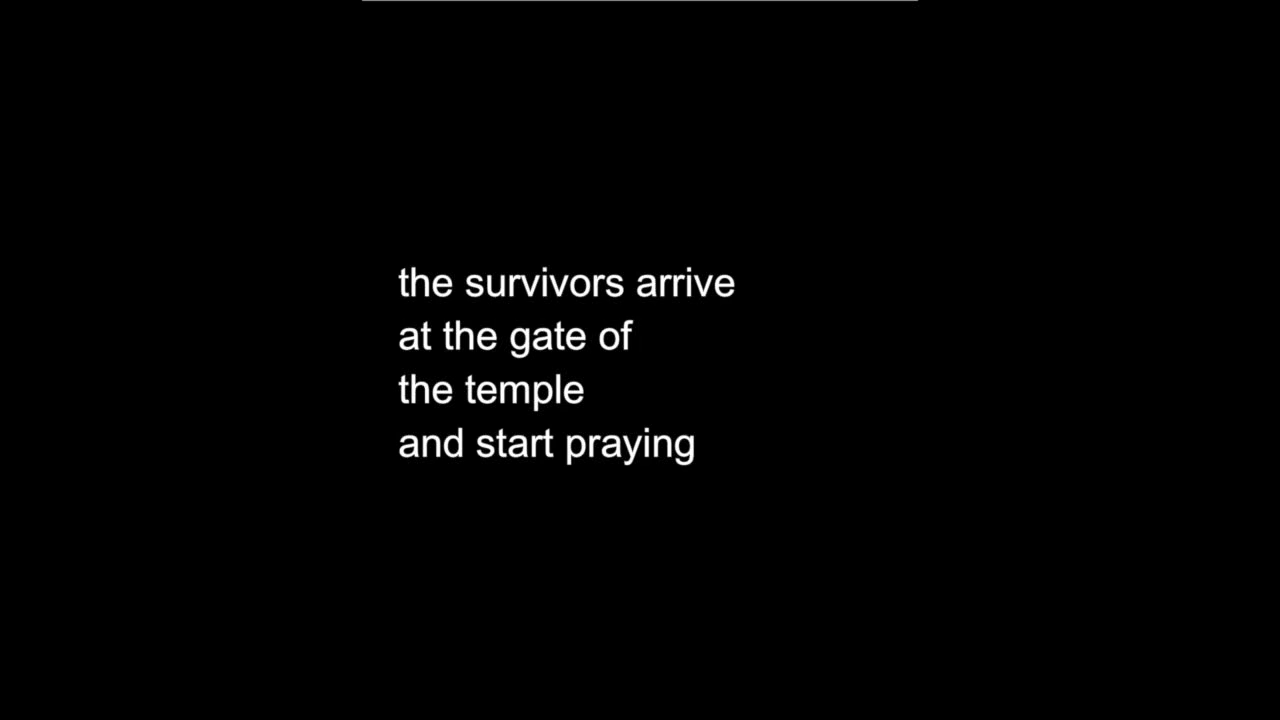 the survivors arrive
at the gate of
the temple
and start praying